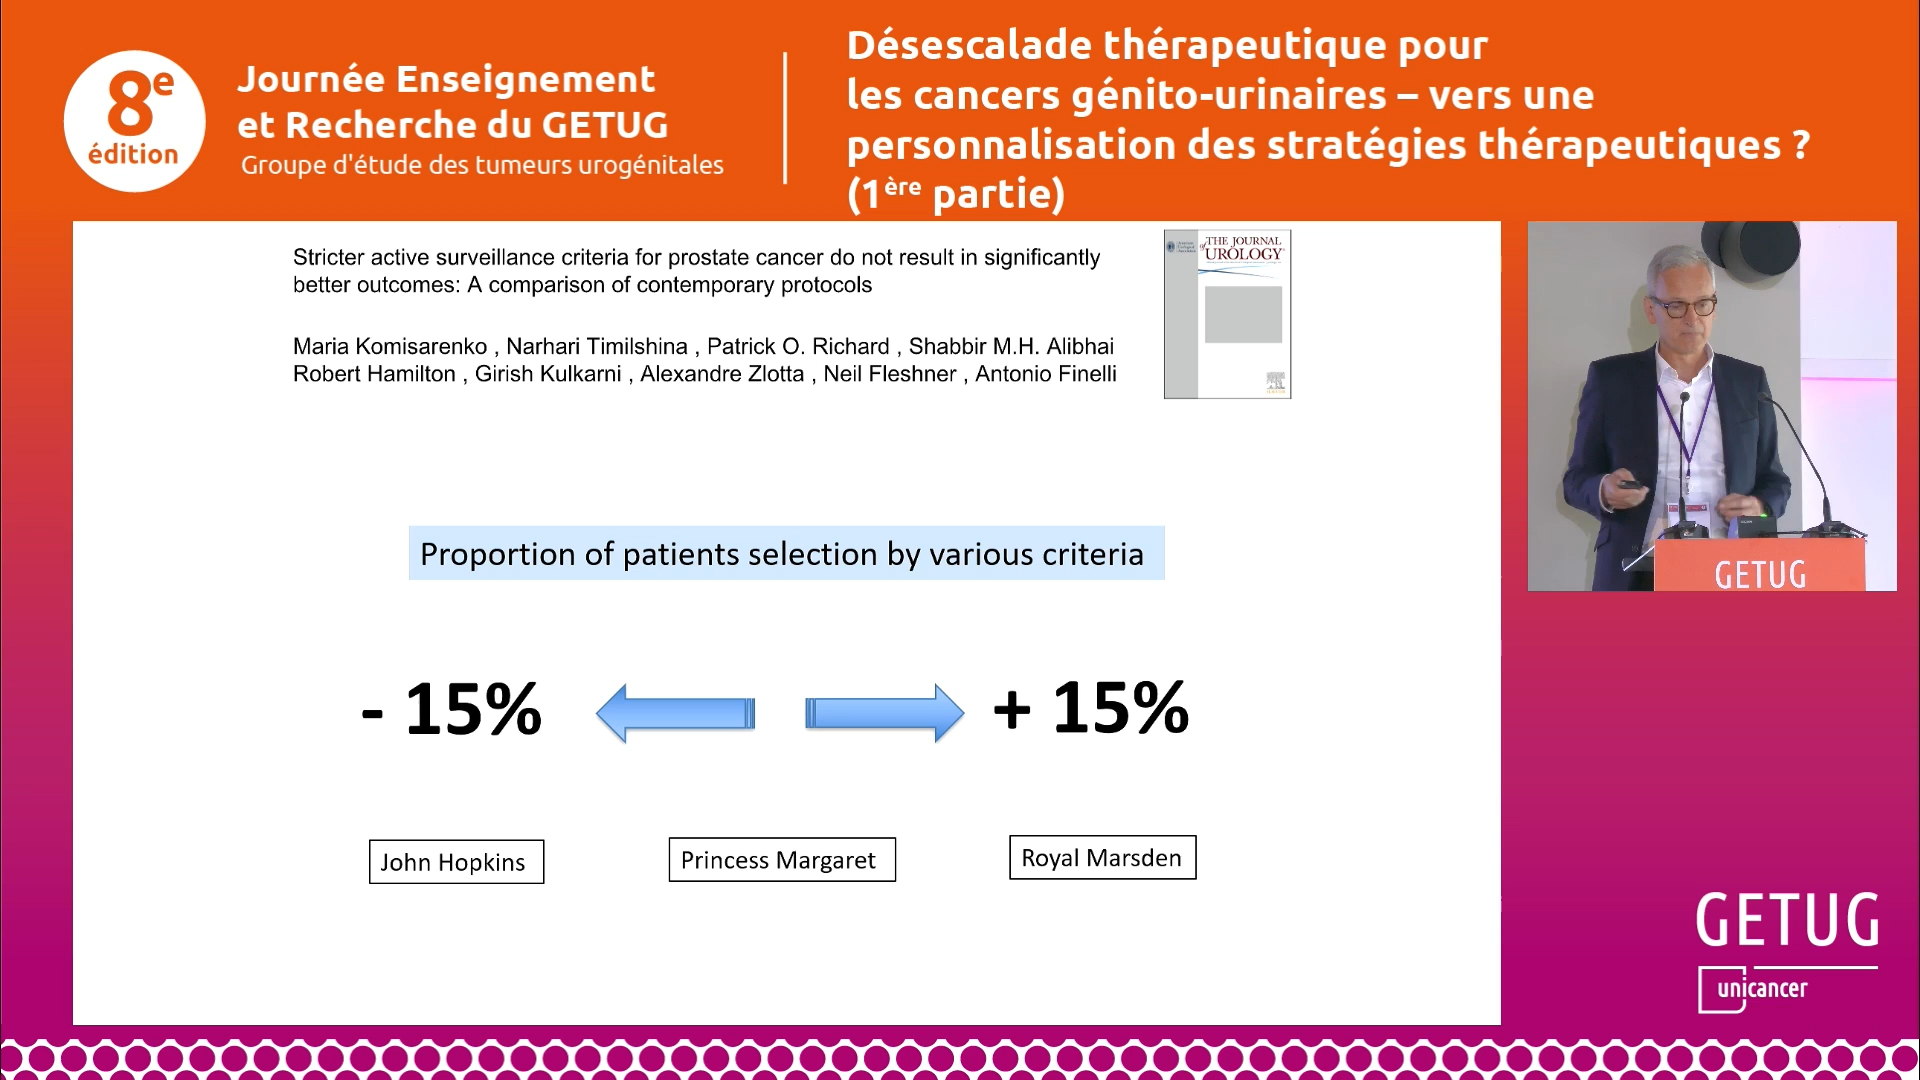 8e
édition
Journée Enseignement
et Recherche du GETUG
Groupe d'étude des tumeurs urogénitales
Désescalade thérapeutique pour
les cancers génito-urinaires – vers une
personnalisation des stratégies thérapeutiques ?
(1ère partie)
Stricter active surveillance criteria for prostate cancer do not result in significantly
better outcomes: A comparison of contemporary protocols
Maria Komisarenko , Narhari Timilshina , Patrick O. Richard , Shabbir M.H. Alibhai
Robert Hamilton , Girish Kulkarni , Alexandre Zlotta , Neil Fleshner , Antonio Finelli
THE JOURNAL
of UROLOGY
Proportion of patients selection by various criteria
- 15%
+ 15%
John Hopkins
Princess Margaret
Royal Marsden
GETUG
GETUG
unicancer